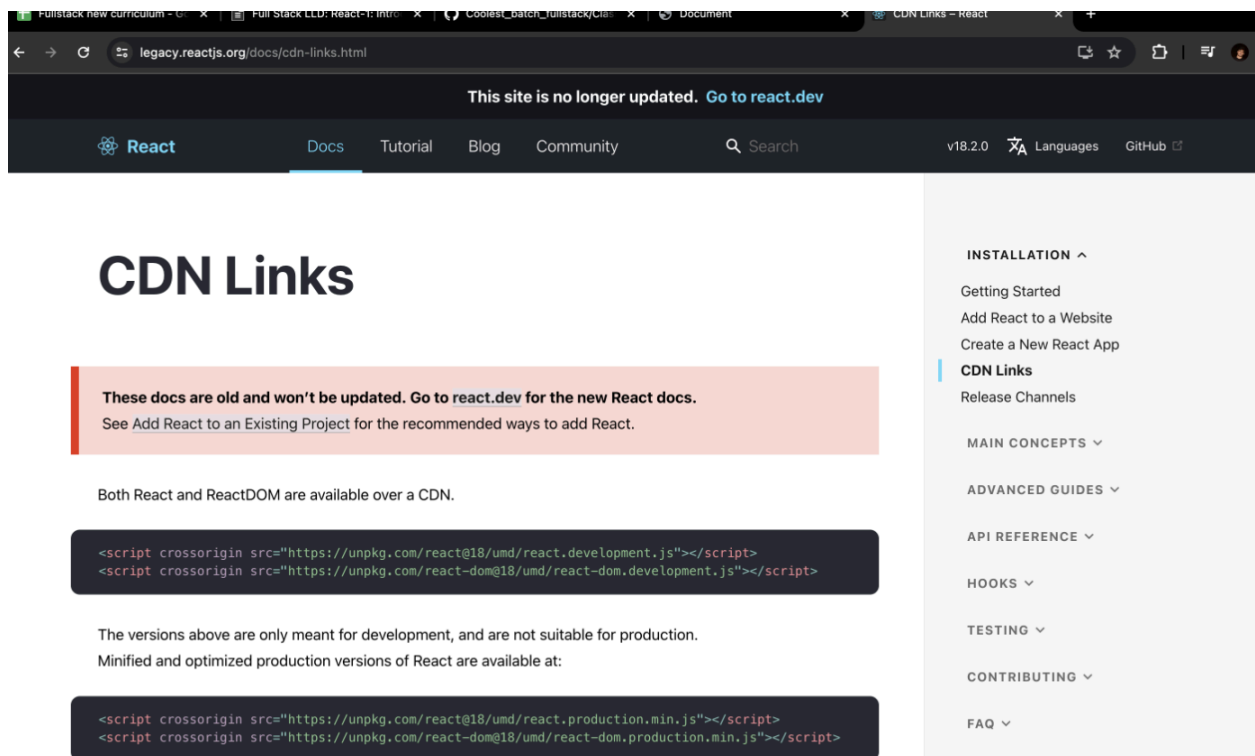 Fullstack new curriculum - Go
Full Stack LLD: React-1: Intro
Coolest_batch_fullstack/Clas
Document
CDN Links – React
legacy.reactjs.org/docs/cdn-links.html
This site is no longer updated. Go to react.dev
React
Docs
Tutorial
Blog
Community
Search
v18.2.0
Languages
GitHub
CDN Links
These docs are old and won’t be updated. Go to react.dev for the new React docs.
See Add React to an Existing Project for the recommended ways to add React.
Both React and ReactDOM are available over a CDN.
<script crossorigin src="https://unpkg.com/react@18/umd/react.development.js"></script>
<script crossorigin src="https://unpkg.com/react-dom@18/umd/react-dom.development.js"></script>
The versions above are only meant for development, and are not suitable for production.
Minified and optimized production versions of React are available at:
<script crossorigin src="https://unpkg.com/react@18/umd/react.production.min.js"></script>
<script crossorigin src="https://unpkg.com/react-dom@18/umd/react-dom.production.min.js"></script>
INSTALLATION
Getting Started
Add React to a Website
Create a New React App
CDN Links
Release Channels
MAIN CONCEPTS
ADVANCED GUIDES
API REFERENCE
HOOKS
TESTING
CONTRIBUTING
FAQ